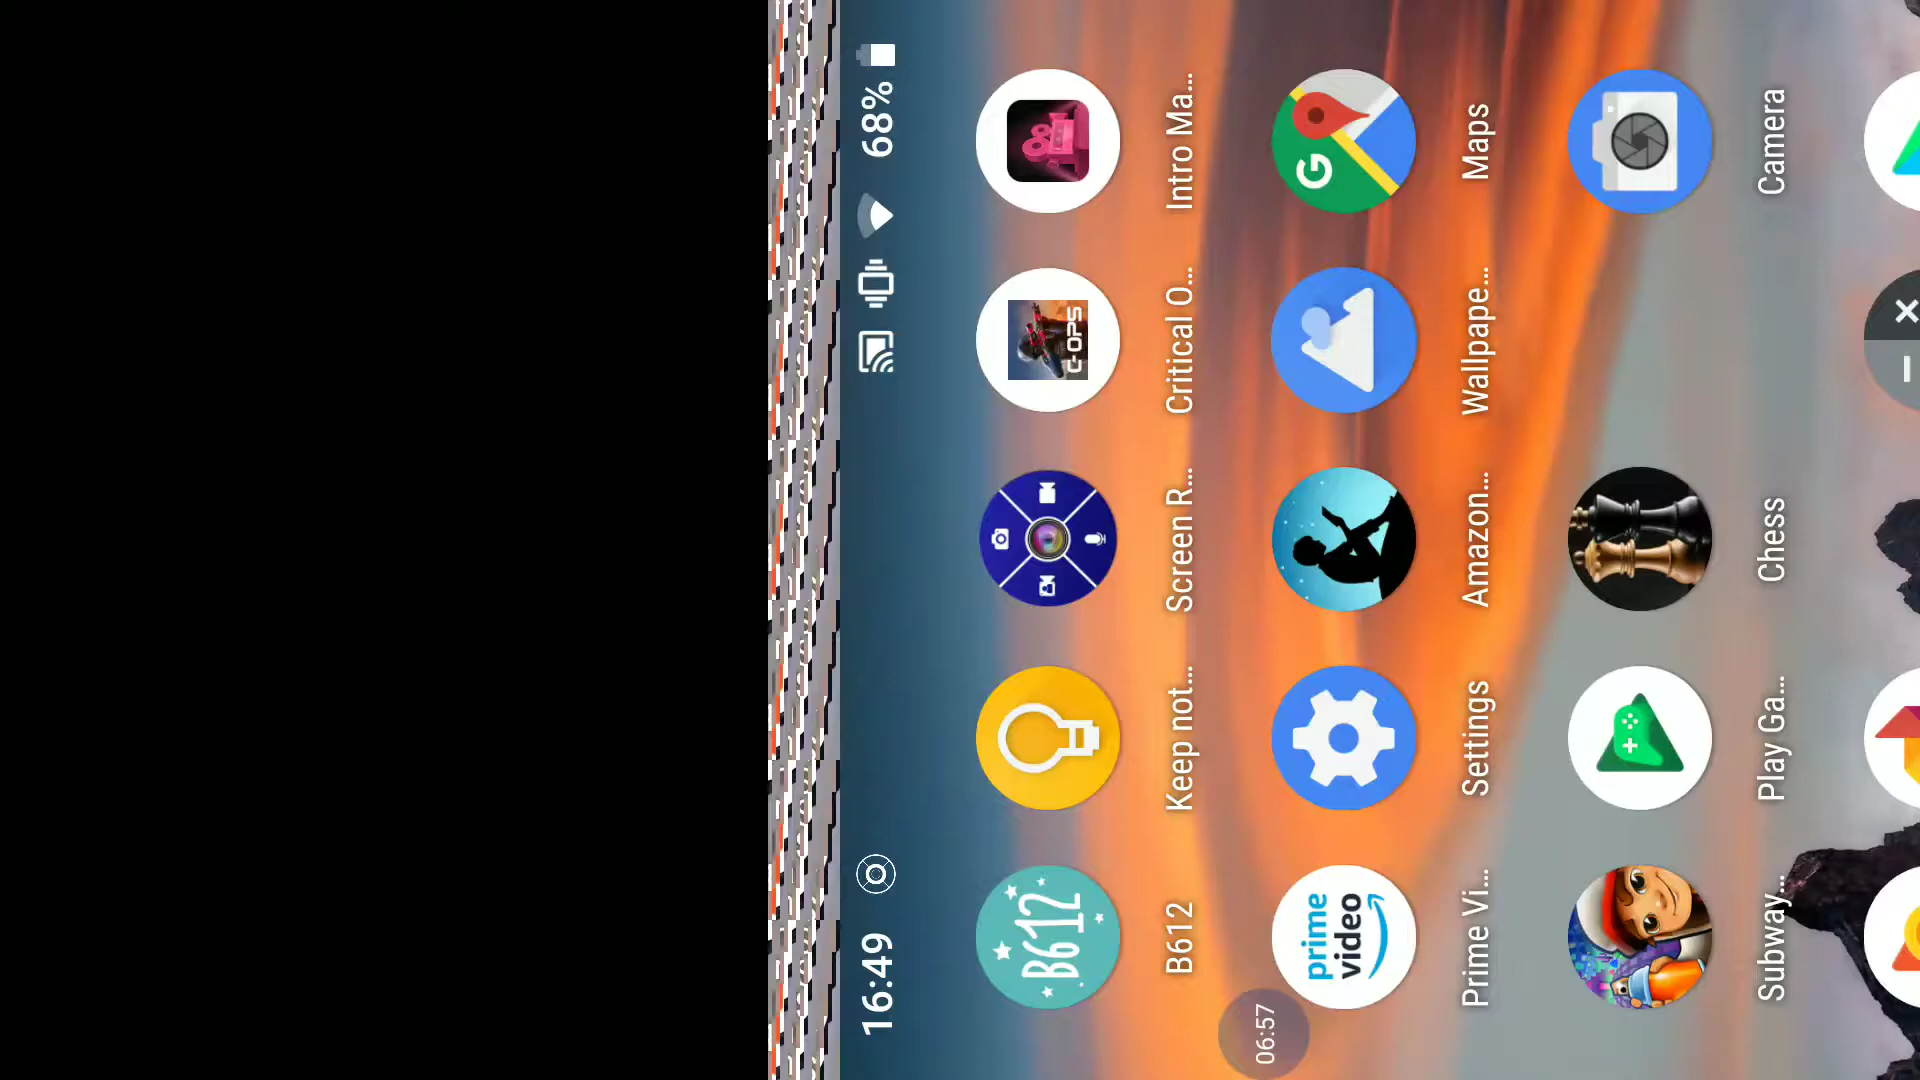 16:49
68%
B612
Keep not...
Screen R...
Critical O...
Intro Ma...
B612
C-OPS
prime
video
G
Prime Vi...
Settings
Amazon...
Wallpape...
Maps
Subway...
Play Ga...
Chess
Camera
06:57